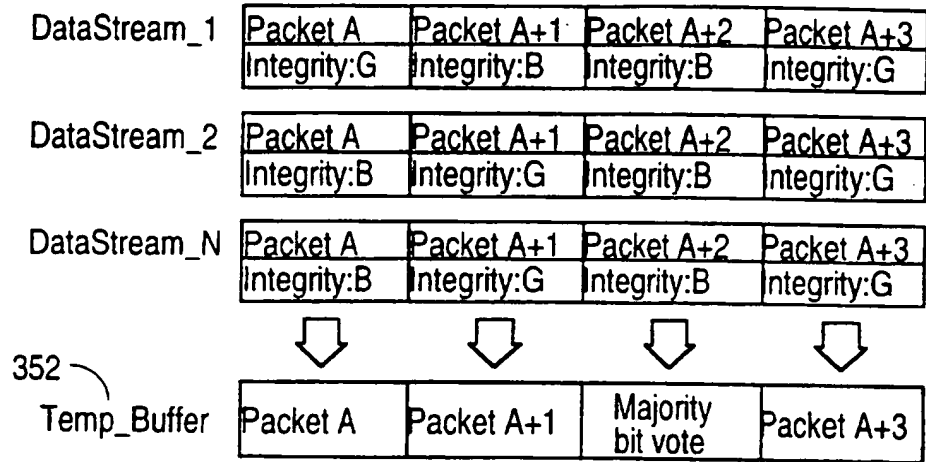 DataStream_1 Packet A Packet A+1 Packet A+2 Packet A+3
Integrity:G Integrity:B Integrity:B Integrity:G
DataStream_2 Packet A Packet A+1 Packet A+2 Packet A+3
Integrity:B Integrity:G Integrity:B Integrity:G
DataStream_N Packet A Packet A+1 Packet A+2 Packet A+3
Integrity:B Integrity:G Integrity:B Integrity:G
352
Temp_Buffer Packet A Packet A+1 Majority bit vote Packet A+3